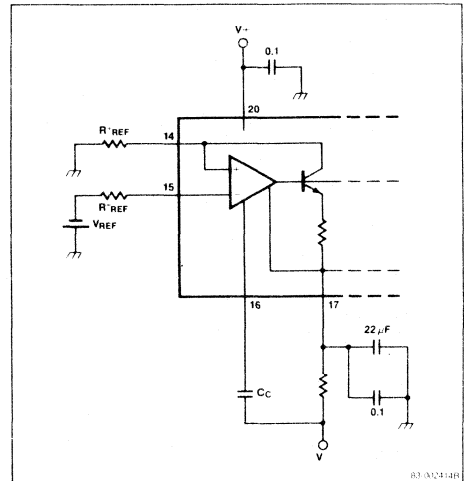 V+
0.1
20
R+REF
14
15
R-REF
VREF
16
17
22 µF
CC
0.1
V
83-002414B